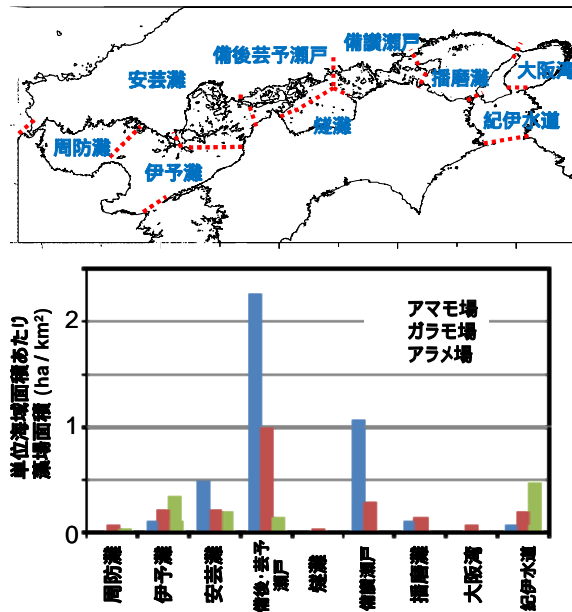 備後芸予瀬戸
備讃瀬戸
安芸灘
播磨灘
大阪湾
燧灘
紀伊水道
周防灘
伊予灘
単位海域面積あたり
藻場面積 (ha / km²)
2
1
0
アマモ場
ガラモ場
アラメ場
周防灘
伊予灘
安芸灘
備後・芸予
瀬戸
燧灘
備讃瀬戸
播磨灘
大阪湾
紀伊水道